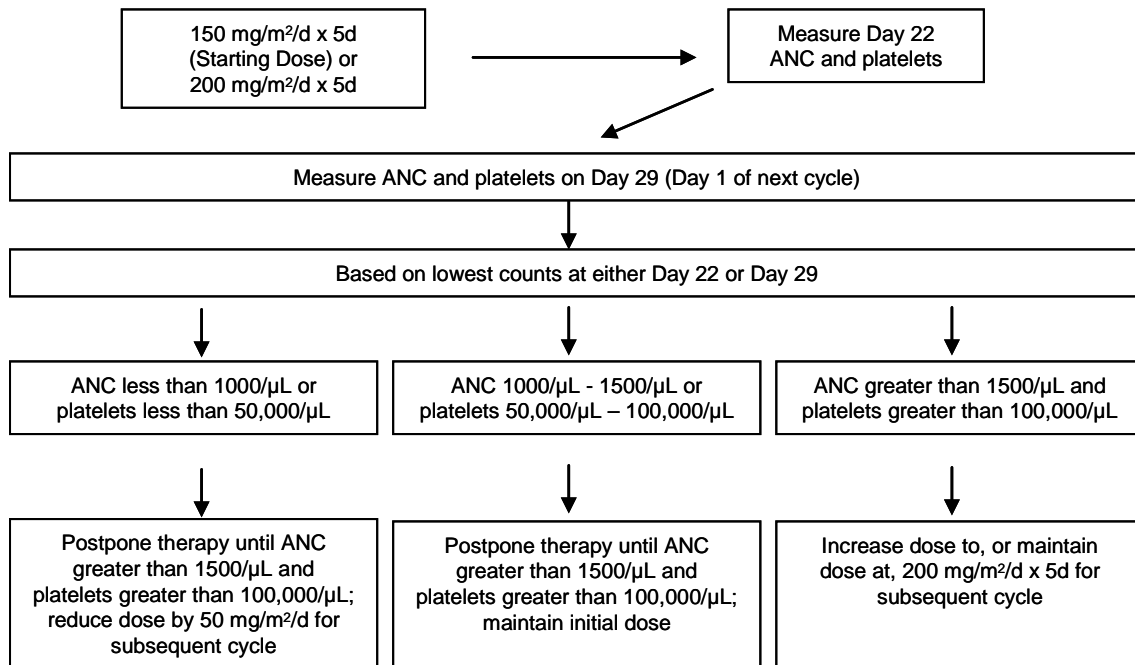 150 mg/m²/d x 5d
(Starting Dose) or
200 mg/m²/d x 5d
Measure Day 22
ANC and platelets
Measure ANC and platelets on Day 29 (Day 1 of next cycle)
Based on lowest counts at either Day 22 or Day 29
ANC less than 1000/µL or
platelets less than 50,000/µL
ANC 1000/µL - 1500/µL or
platelets 50,000/µL – 100,000/µL
ANC greater than 1500/µL and
platelets greater than 100,000/µL
Postpone therapy until ANC
greater than 1500/µL and
platelets greater than 100,000/µL;
reduce dose by 50 mg/m²/d for
subsequent cycle
Postpone therapy until ANC
greater than 1500/µL and
platelets greater than 100,000/µL;
maintain initial dose
Increase dose to, or maintain
dose at, 200 mg/m²/d x 5d for
subsequent cycle